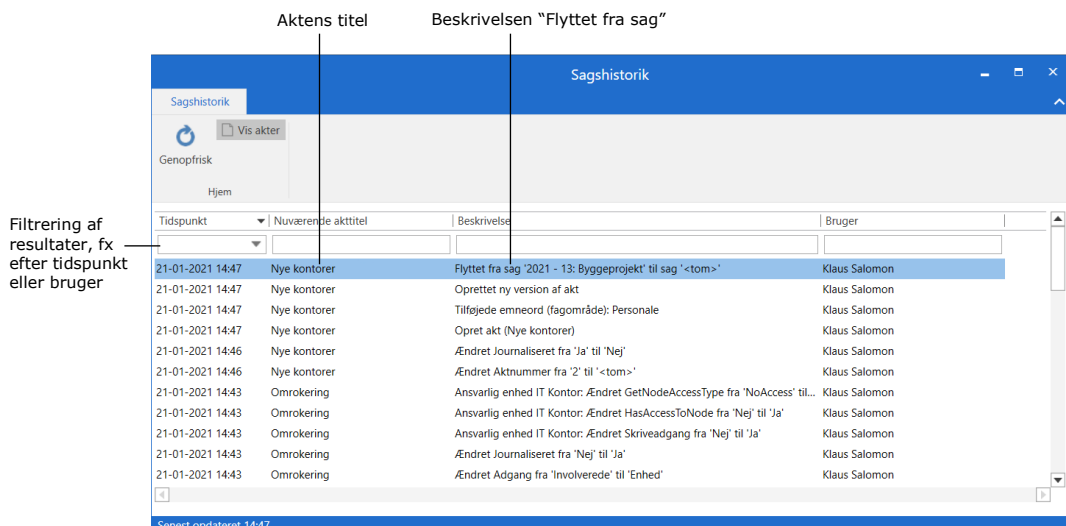 Aktens titel
Beskrivelsen “Flyttet fra sag”
Sagshistorik
Sagshistorik
Vis akter
Genopfrisk
Hjem
Filtrering af
resultater, fx
efter tidspunkt
eller bruger
Tidspunkt Nuværende akttitel Beskrivelse Bruger
21-01-2021 14:47 Nye kontorer Flyttet fra sag '2021 - 13: Byggeprojekt' til sag '<tom>' Klaus Salomon
21-01-2021 14:47 Nye kontorer Oprettet ny version af akt Klaus Salomon
21-01-2021 14:47 Nye kontorer Tilføjede emneord (fagområde): Personale Klaus Salomon
21-01-2021 14:47 Nye kontorer Opret akt (Nye kontorer) Klaus Salomon
21-01-2021 14:46 Nye kontorer Ændret Journaliseret fra 'Ja' til 'Nej' Klaus Salomon
21-01-2021 14:46 Nye kontorer Ændret Aktnummer fra '2' til '<tom>' Klaus Salomon
21-01-2021 14:43 Omrokering Ansvarlig enhed IT Kontor: Ændret GetNodeAccessType fra 'NoAccess' til... Klaus Salomon
21-01-2021 14:43 Omrokering Ansvarlig enhed IT Kontor: Ændret HasAccessToNode fra 'Nej' til 'Ja' Klaus Salomon
21-01-2021 14:43 Omrokering Ansvarlig enhed IT Kontor: Ændret Skriveadgang fra 'Nej' til 'Ja' Klaus Salomon
21-01-2021 14:43 Omrokering Ændret Journaliseret fra 'Nej' til 'Ja' Klaus Salomon
21-01-2021 14:43 Omrokering Ændret Adgang fra 'Involverede' til 'Enhed' Klaus Salomon
Senest opdateret 14:47